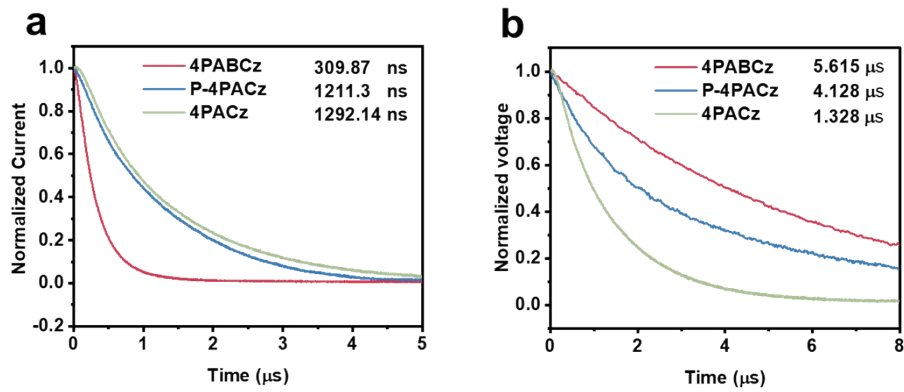 a
Normalized Current
1.0
0.8
0.6
0.4
0.2
0.0
-0.2
4PABCz 309.87 ns
P-4PACz 1211.3 ns
4PACz 1292.14 ns
0 1 2 3 4 5
Time (μs)
b
Normalized voltage
1.0
0.8
0.6
0.4
0.2
0.0
4PABCz 5.615 μs
P-4PACz 4.128 μs
4PACz 1.328 μs
0 2 4 6 8
Time (μs)